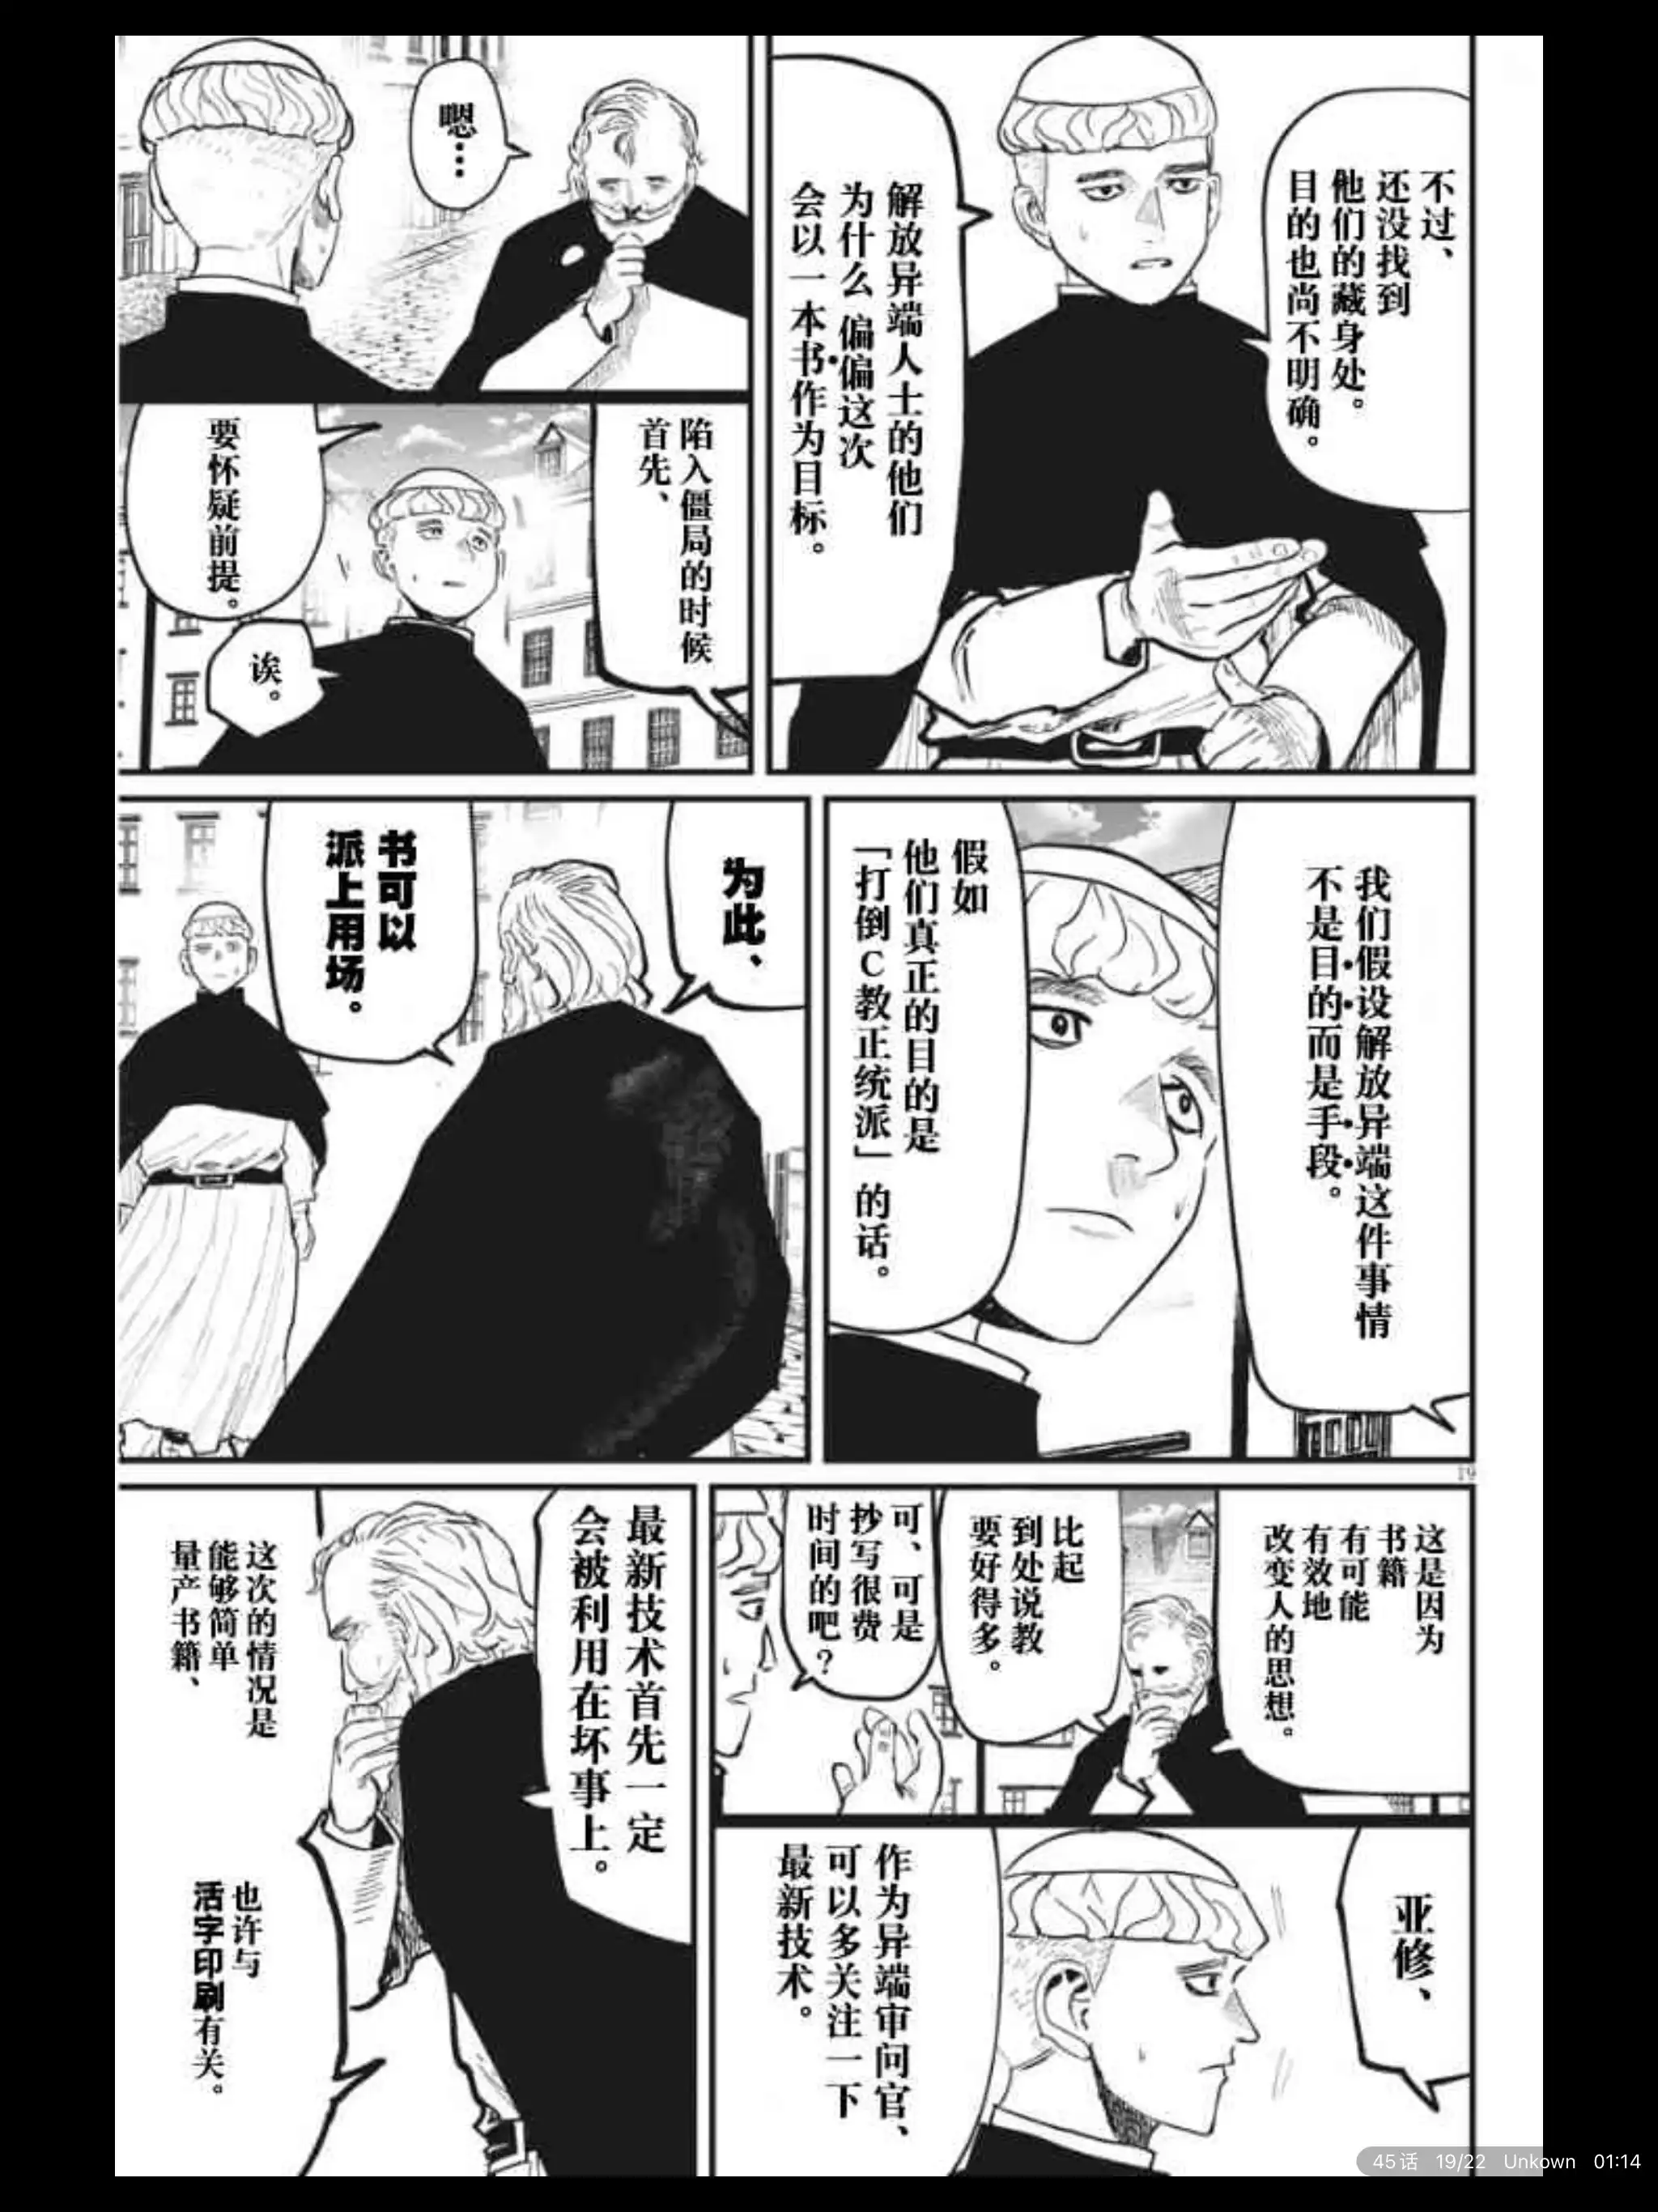 不过、
还没找到
他们的藏身处。
目的也尚不明确。
解放异端人士的他们
为什么 偏偏这次
会以一本书作为目标。
嗯…
陷入僵局的时候
首先、
要怀疑前提。
诶。
我们假设解放异端这件事情
不是目的而是手段。
假如
他们真正的目的是
「打倒C教正统派」的话。
为此、
书可以
派上用场。
19
这是因为
书籍
有可能
有效地
改变人的思想。
比起
到处说教
要好得多。
可、可是
抄写很费
时间的吧？
亚修、
作为异端审问官、
可以多关注一下
最新技术。
最新技术首先一定
会被利用在坏事上。
这次的情况是
能够简单
量产书籍、
也许与
活字印刷有关。
45话 19/22 Unkown 01:14